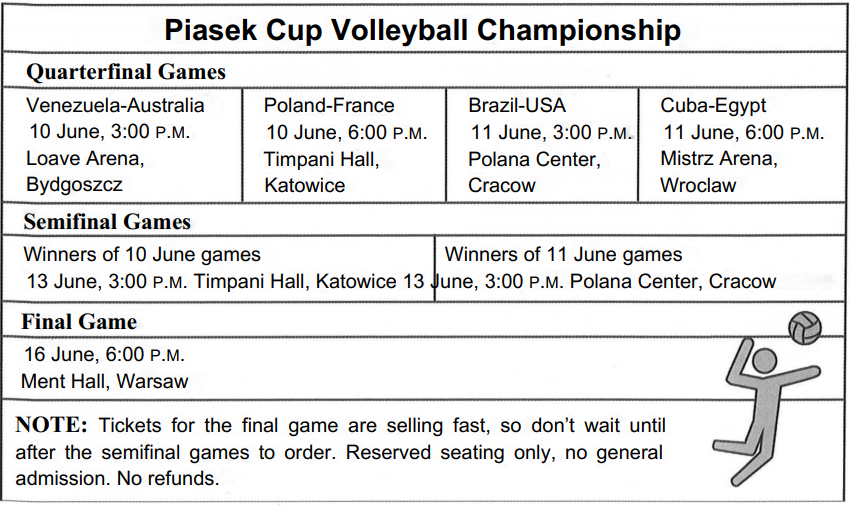 Piasek Cup Volleyball Championship
Quarterfinal Games
Venezuela-Australia
10 June, 3:00 P.M.
Loave Arena,
Bydgoszcz
Poland-France
10 June, 6:00 P.M.
Timpani Hall,
Katowice
Brazil-USA
11 June, 3:00 P.M.
Polana Center,
Cracow
Cuba-Egypt
11 June, 6:00 P.M.
Mistrz Arena,
Wroclaw
Semifinal Games
Winners of 10 June games
13 June, 3:00 P.M. Timpani Hall, Katowice
Winners of 11 June games
13 June, 3:00 P.M. Polana Center, Cracow
Final Game
16 June, 6:00 P.M.
Ment Hall, Warsaw
NOTE: Tickets for the final game are selling fast, so don't wait until
after the semifinal games to order. Reserved seating only, no general
admission. No refunds.